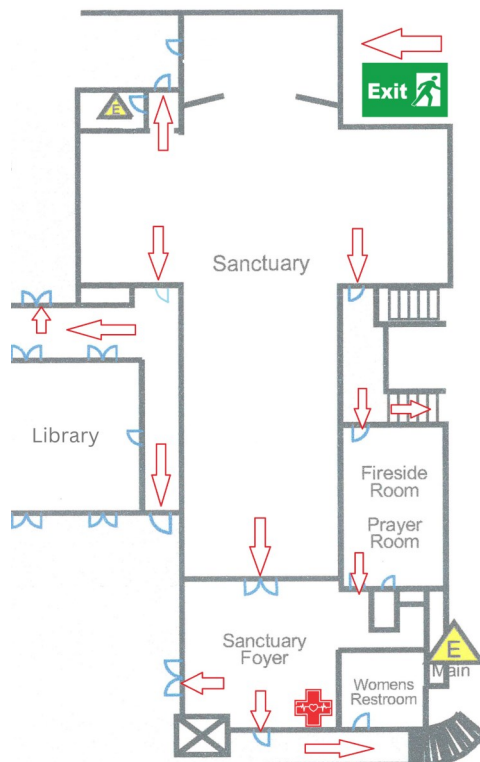 Exit
E
Sanctuary
Library
Fireside
Room
Prayer
Room
Sanctuary
Foyer
E
Main
Womens
Restroom